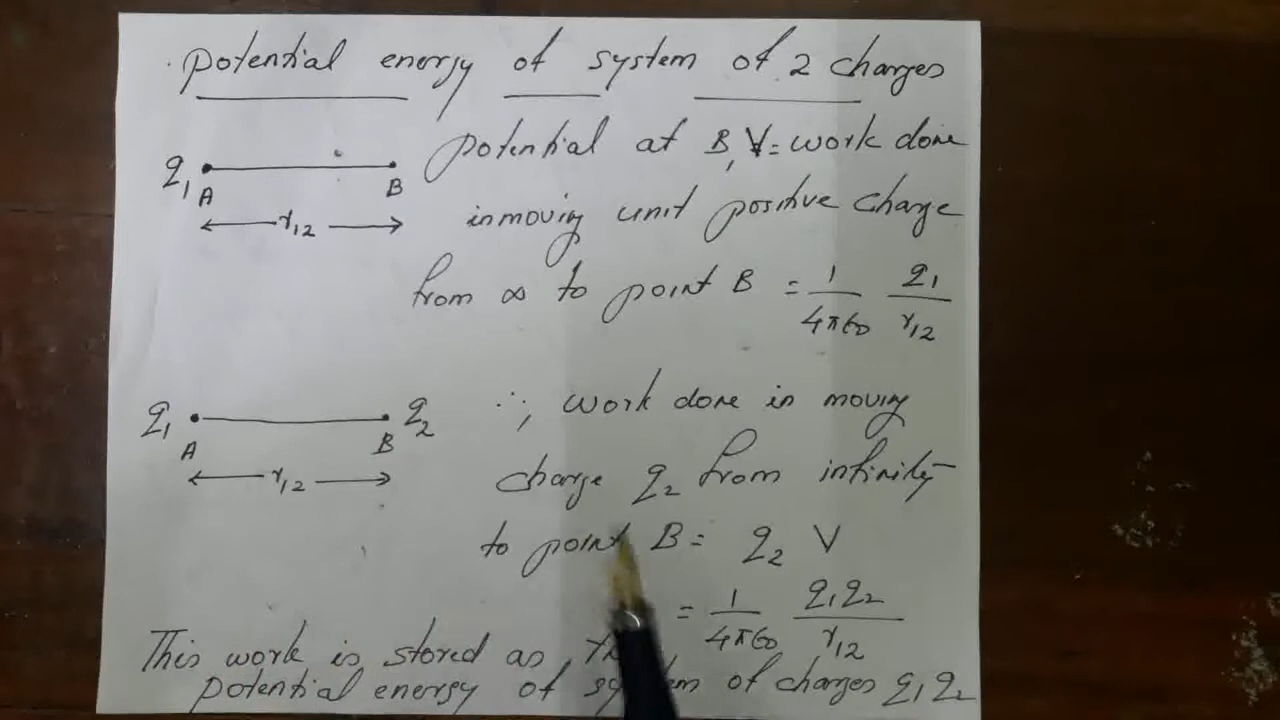 potential energy of system of 2 charges
potential at B, V = work done
q₁ A B
r₁₂
in moving unit positive charge
from ∞ to point B = 1/4πϵ₀ q₁/r₁₂
q₁ A B q₂
r₁₂
∴, work done in moving
charge q₂ from infinity
to point B = q₂ V
= 1/4πϵ₀ q₁q₂/r₁₂
This work is stored as
potential energy of system of charges q₁ q₂